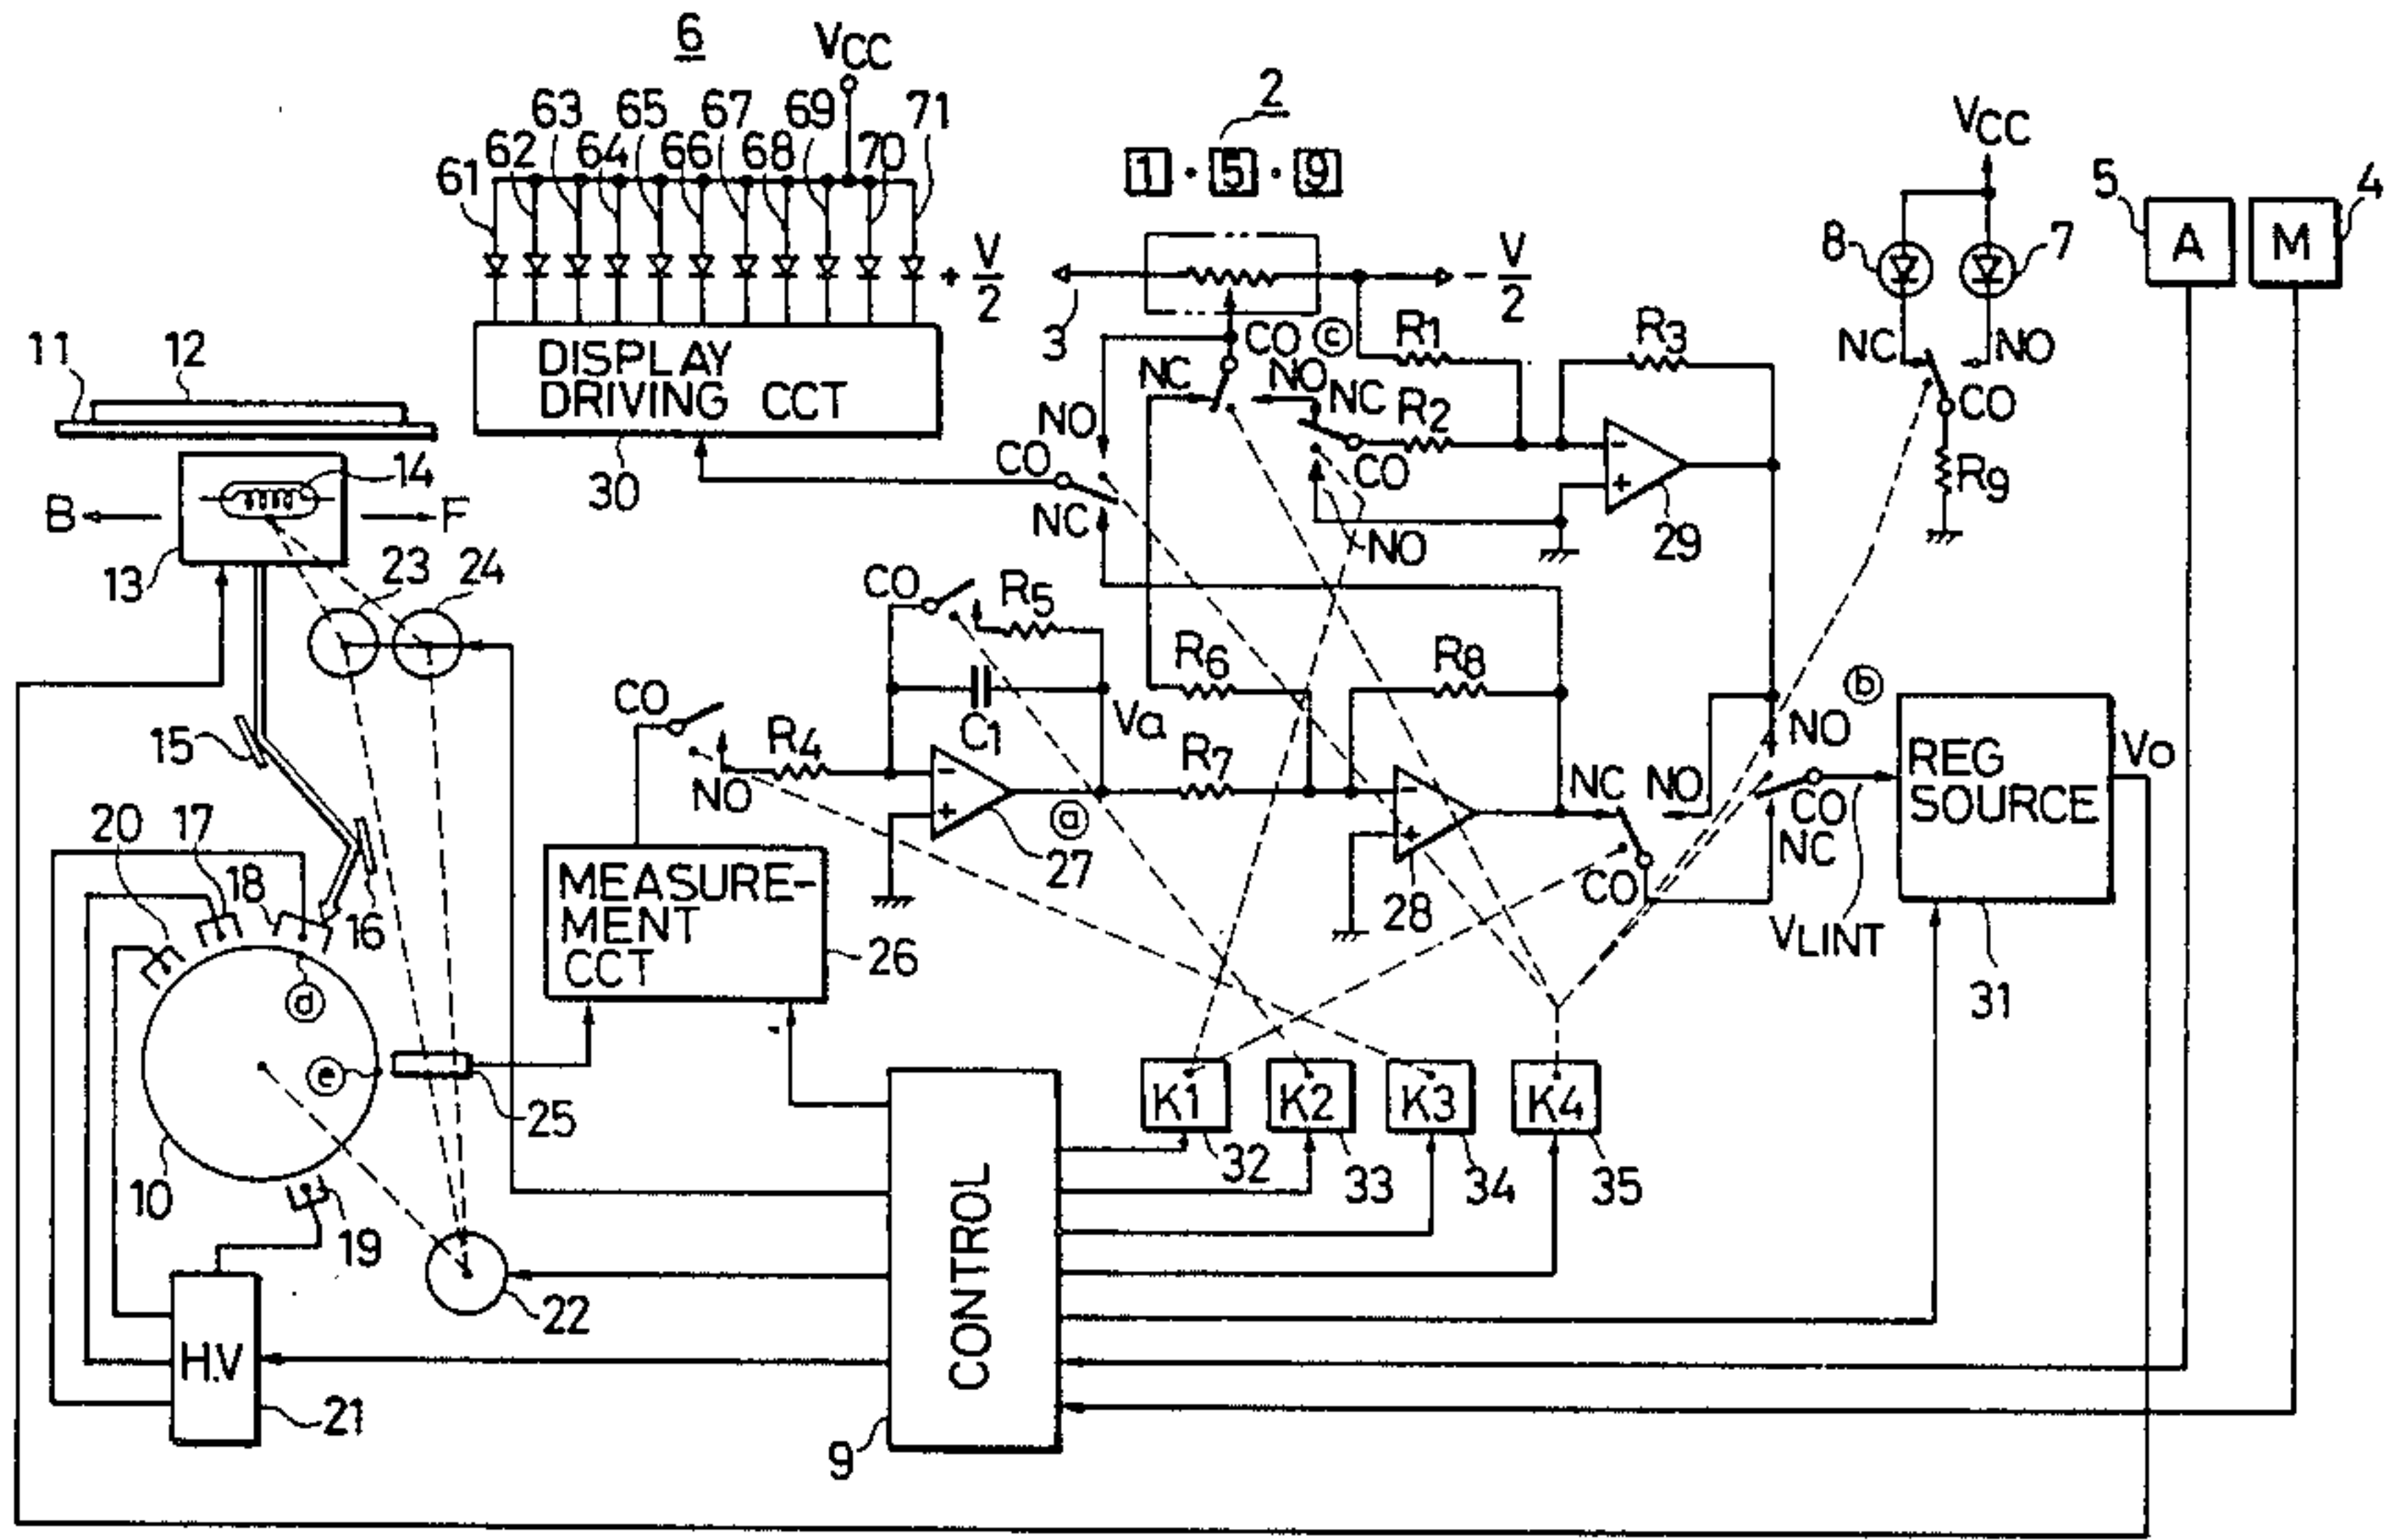 6
VCC
2
63 65 67 69 71
62 64 66 68 70
61
1 · 5 · 9
VCC
5
4
A
M
8
7
+ V/2
- V/2
3
CO
c
R1
R3
NC
NO
NC
R2
CO
NO
NC
NO
CO
R9
11
12
DISPLAY
DRIVING CCT
30
NO
CO
NC
-
+
29
NO
14
B
F
13
23
24
CO
R5
R6
R8
C1
Va
CO
R4
NO
-
+
27
a
R7
-
+
28
NC
NO
CO
b
NO
CO
NC
VLINT
REG
SOURCE
Vo
31
15
16
20
17
18
d
e
MEASURE-
MENT
CCT
26
25
10
19
22
H.V
21
CONTROL
9
K1
K2
K3
K4
32
33
34
35